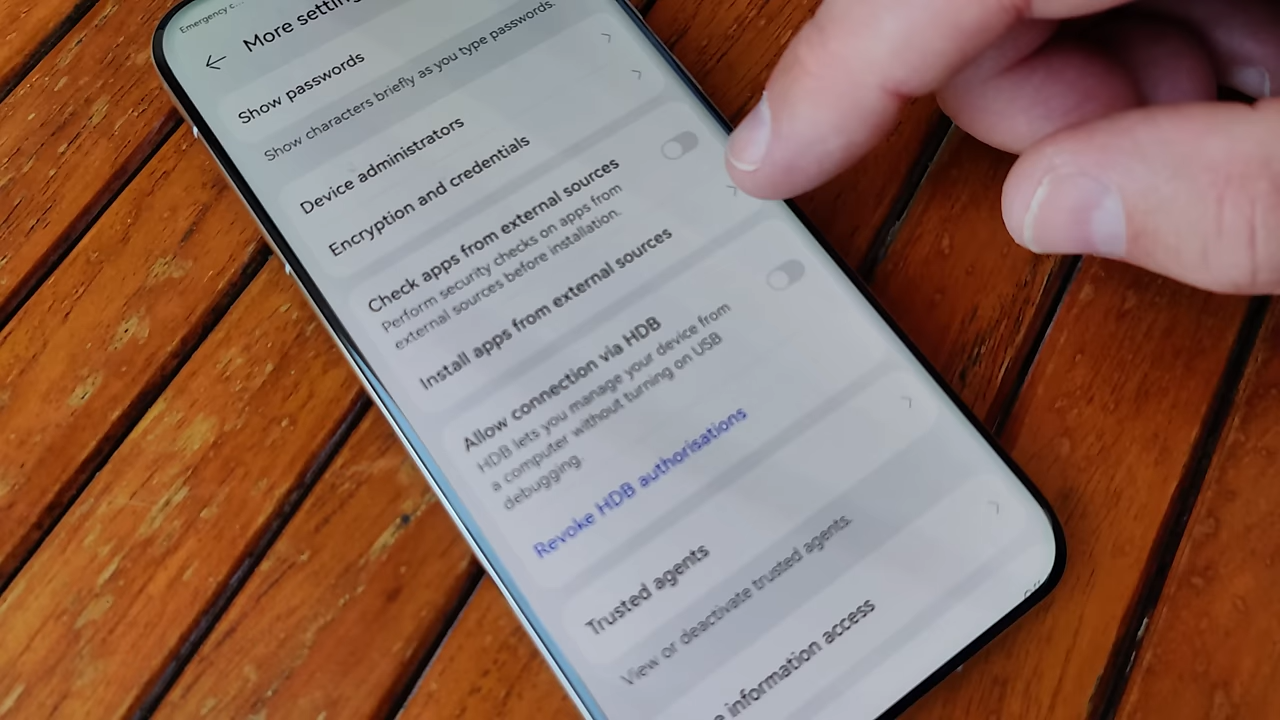 Emergency c...
More setting
Show passwords
Show characters briefly as you type passwords.
Device administrators
Encryption and credentials
Check apps from external sources
Perform security checks on apps from
external sources before installation.
Install apps from external sources
Allow connection via HDB
HDB lets you manage your device from
a computer without turning on USB
debugging.
Revoke HDB authorisations
Trusted agents
View or deactivate trusted agents.
information access